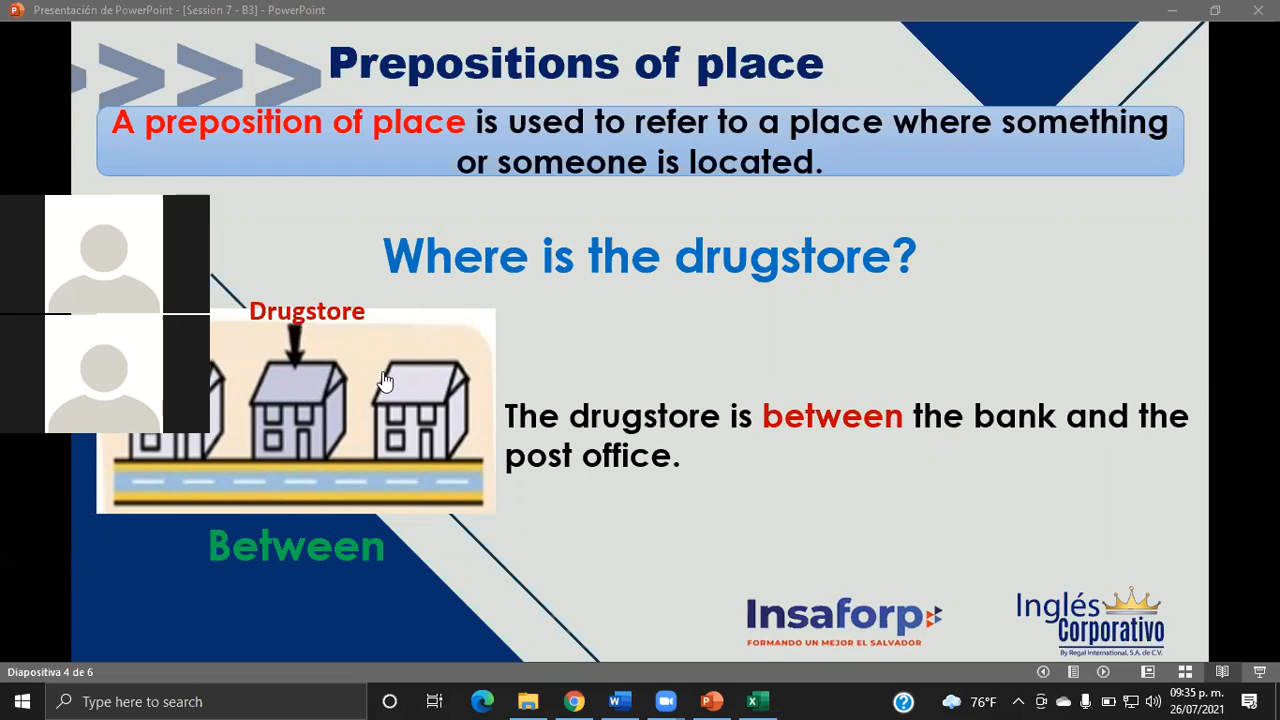 Presentación de PowerPoint - [Session 7 - B3] - PowerPoint
Prepositions of place
A preposition of place is used to refer to a place where something
or someone is located.
Where is the drugstore?
Drugstore
The drugstore is between the bank and the
post office.
Between
Insaforp
FORMANDO UN MEJOR EL SALVADOR
Inglés
Corporativo
By Regal International, S.A. de C.V.
Diapositiva 4 de 6
Type here to search
76°F
09:35 p. m.
26/07/2021